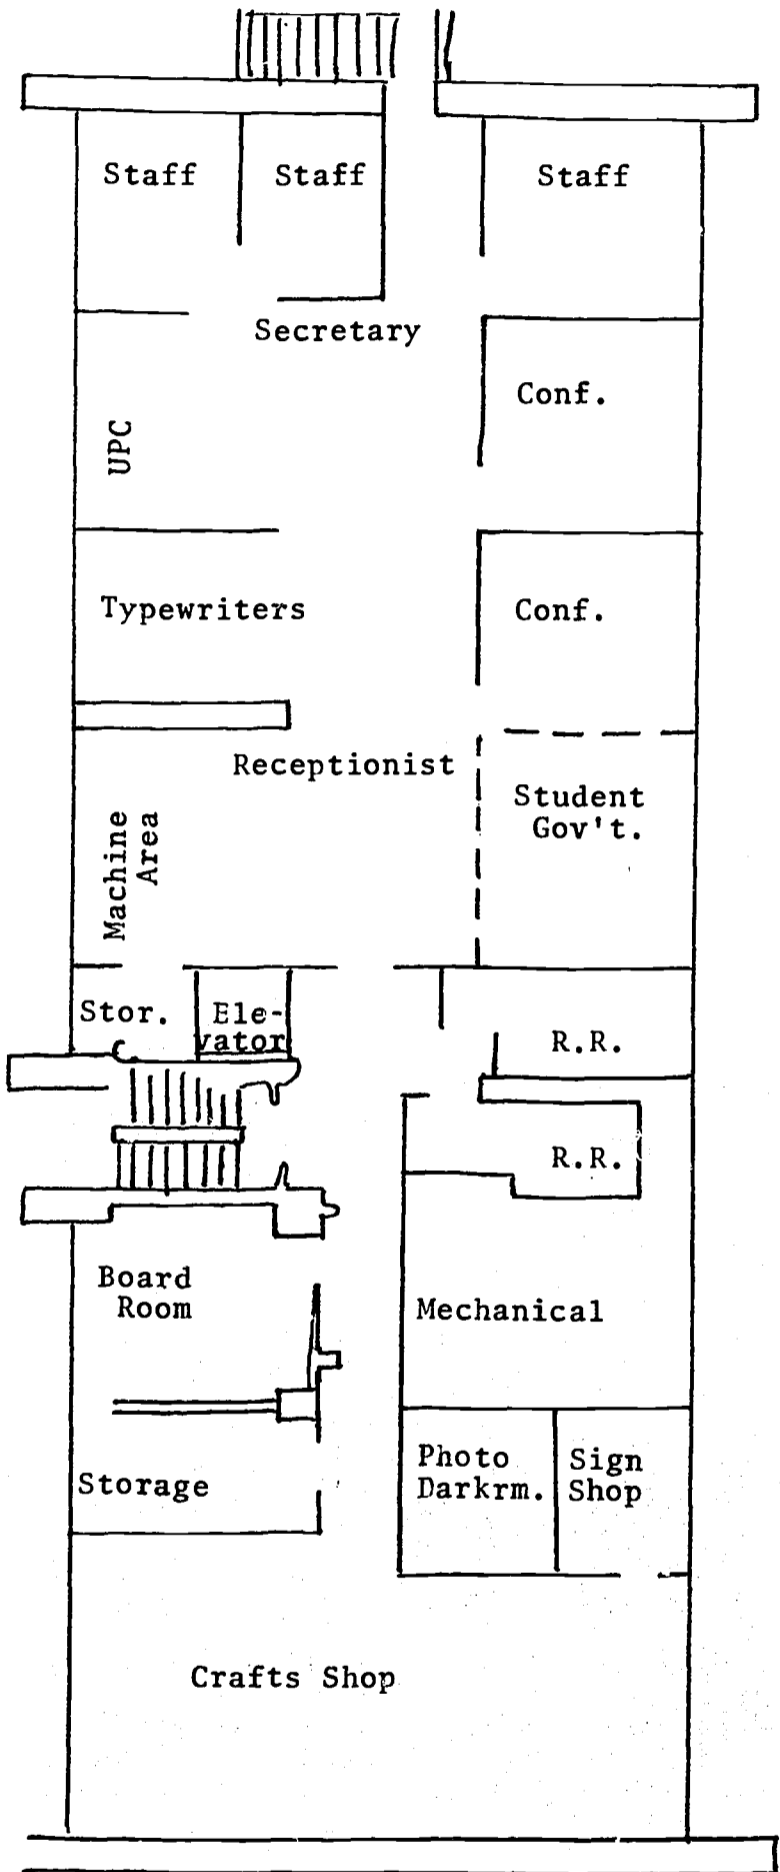 Staff
Staff
Staff
Secretary
Conf.
UPC
Typewriters
Conf.
Receptionist
Student
Gov't.
Machine
Area
Stor.
Ele-
vator
R.R.
R.R.
Board
Room
Mechanical
Photo
Darkrm.
Sign
Shop
Storage
Crafts Shop